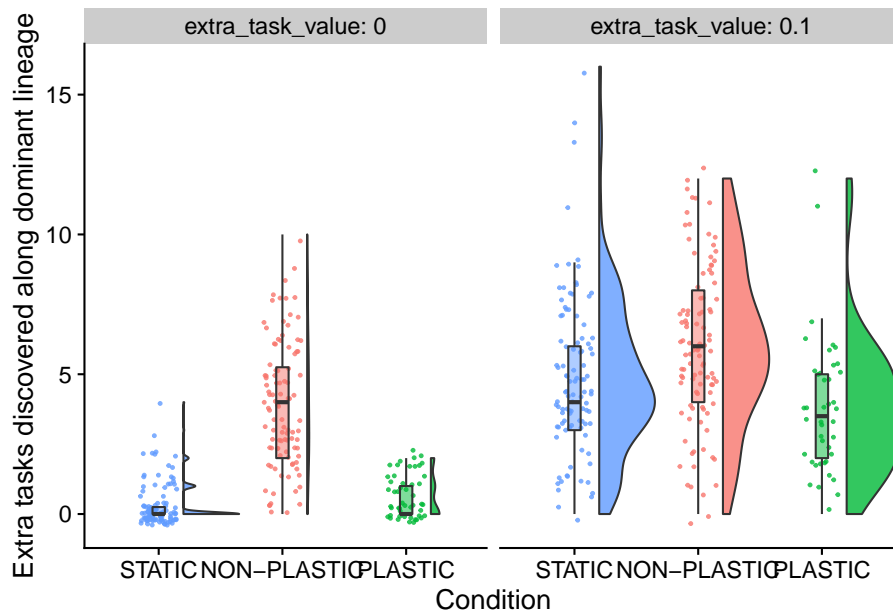 extra_task_value: 0
extra_task_value: 0.1
Extra tasks discovered along dominant lineage
15
10
5
0
STATIC NON−PLASTIC PLASTIC
STATIC NON−PLASTIC PLASTIC
Condition